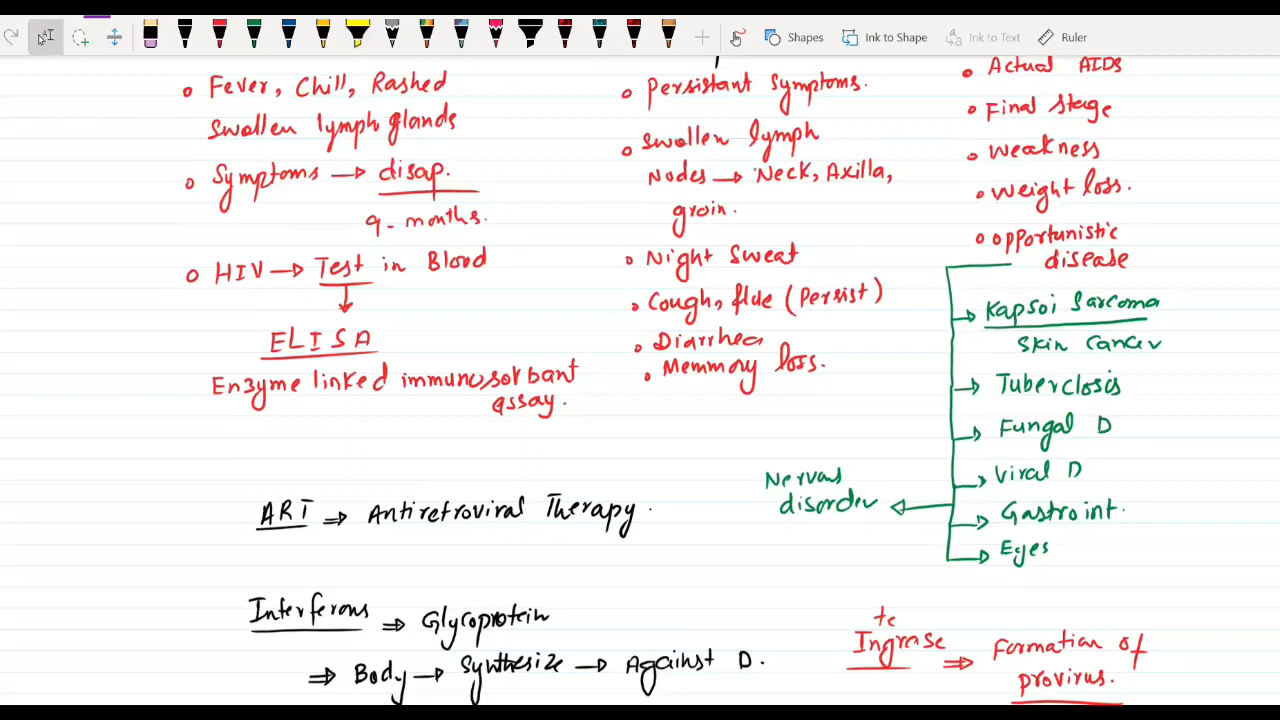 Shapes
Ink to Shape
Ink to Text
Ruler
Fever, Chill, Rashed
Swollen lymph glands
Symptoms → disap.
9-months.
HIV → Test in Blood
ELISA
Enzyme linked immunosorbant
assay.
Persistant Symptoms.
Swollen lymph
Nodes → Neck, Axilla,
groin.
Night Sweat
Cough, flue (Persist)
Diarrhea
Memmory loss.
Actual AIDS
Final stage
Weakness
Weight loss.
Opportunistic
disease
Kapsoi Sarcoma
Skin Cancer
Tuberclosis
Fungal D
Viral D
Gastroint.
Eyes
Nervous
disorder
ART ⇒ Antiretroviral Therapy.
Interferons ⇒ Glycoprotein
⇒ Body → Synthesize → Against D.
te
Ingrase ⇒ Formation of
provirus.